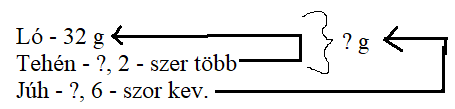 Ló - 32 g
Tehén - ?, 2 - szer több
Júh - ?, 6 - szor kev.
? g